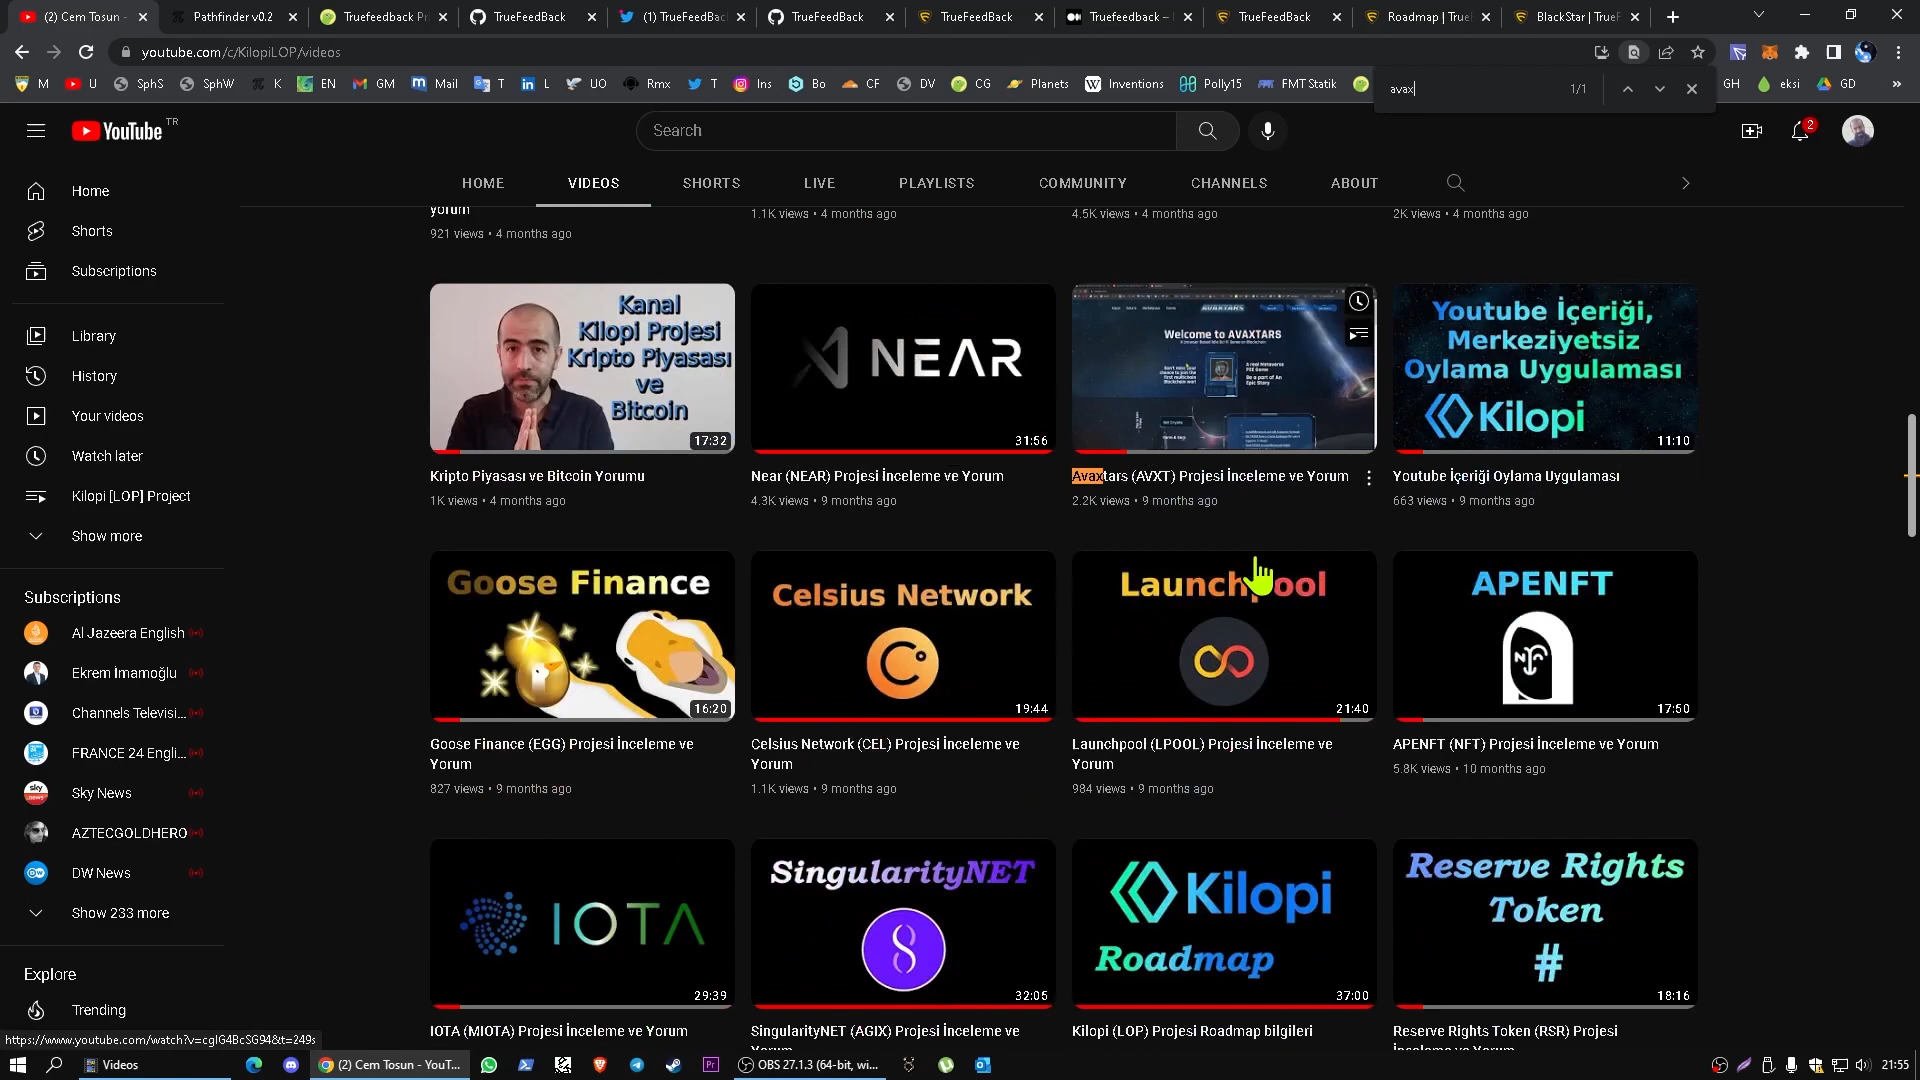 (2) Cem Tosun -
Pathfinder v0.2
Truefeedback Pri
TrueFeedBack
(1) TrueFeedBac
TrueFeedBack
TrueFeedBack
Truefeedback –
TrueFeedBack
Roadmap | True
BlackStar | TrueF
youtube.com/c/KilopiLOP/videos
M
U
SphS
SphW
K
EN
GM
Mail
T
L
UO
Rmx
T
Ins
Bo
CF
DV
CG
Planets
Inventions
Polly15
FMT Statik
GH
eksi
GD
»
avax
1/1
YouTube TR
Search
2
HOME
VIDEOS
SHORTS
LIVE
PLAYLISTS
COMMUNITY
CHANNELS
ABOUT
Home
Shorts
Subscriptions
Library
History
Your videos
Watch later
Kilopi [LOP] Project
Show more
Subscriptions
Al Jazeera English
Ekrem İmamoğlu
Channels Televisi...
FRANCE 24 Engli...
Sky News
AZTECGOLDHERO
DW News
Show 233 more
Explore
Trending
yorum
921 views • 4 months ago
1.1K views • 4 months ago
4.5K views • 4 months ago
2K views • 4 months ago
Kanal
Kilopi Projesi
Kripto Piyasası
ve
Bitcoin
17:32
NEAR
31:56
AVAXTARS
Welcome to AVAXTARS
Youtube İçeriği,
Merkeziyetsiz
Oylama Uygulaması
Kilopi
11:10
Kripto Piyasası ve Bitcoin Yorumu
1K views • 4 months ago
Near (NEAR) Projesi İnceleme ve Yorum
4.3K views • 9 months ago
Avaxtars (AVXT) Projesi İnceleme ve Yorum
2.2K views • 9 months ago
Youtube İçeriği Oylama Uygulaması
663 views • 9 months ago
Goose Finance
16:20
Celsius Network
19:44
Launchpool
21:40
APENFT
17:50
Goose Finance (EGG) Projesi İnceleme ve
Yorum
827 views • 9 months ago
Celsius Network (CEL) Projesi İnceleme ve
Yorum
1.1K views • 9 months ago
Launchpool (LPOOL) Projesi İnceleme ve
Yorum
984 views • 9 months ago
APENFT (NFT) Projesi İnceleme ve Yorum
5.8K views • 10 months ago
IOTA
29:39
SingularityNET
32:05
Kilopi
Roadmap
37:00
Reserve Rights
Token
#
18:16
IOTA (MIOTA) Projesi İnceleme ve Yorum
SingularityNET (AGIX) Projesi İnceleme ve
Yorum
Kilopi (LOP) Projesi Roadmap bilgileri
Reserve Rights Token (RSR) Projesi
İnceleme ve Yorum
https://www.youtube.com/watch?v=cgIG4BcSG94&t=249s
Videos
(2) Cem Tosun - YouT...
OBS 27.1.3 (64-bit, wi...
21:55